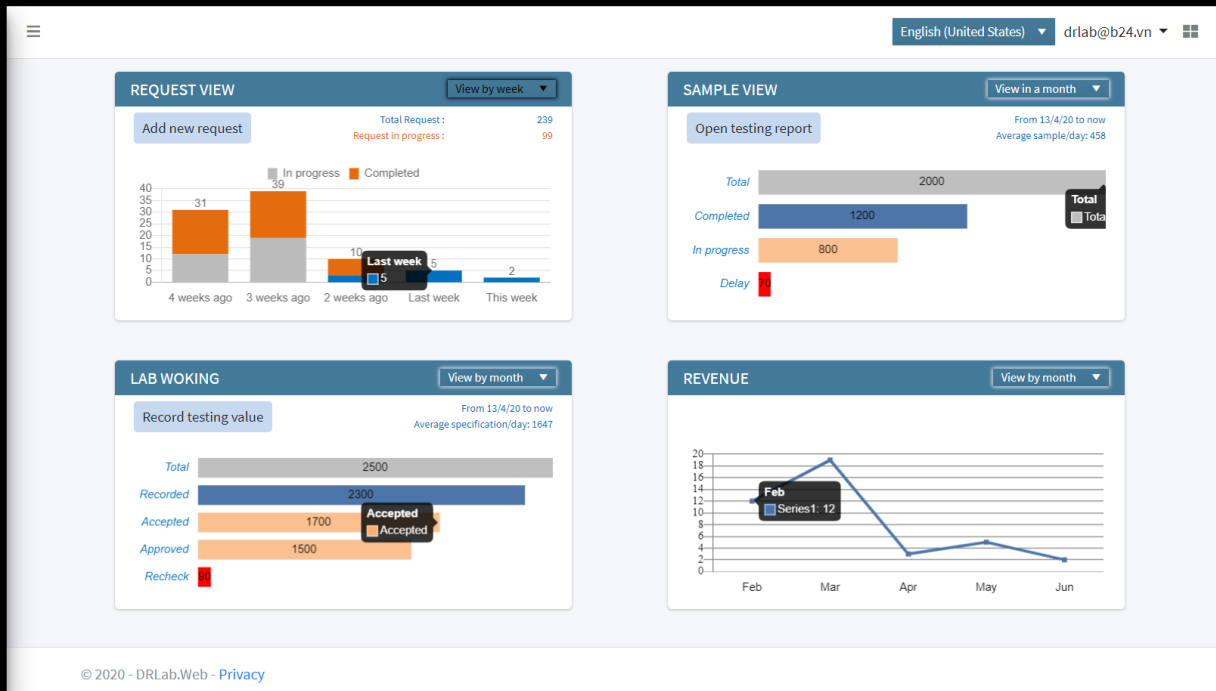 English (United States) ▼ drlab@b24.vn
REQUEST VIEW
View by week ▼
Add new request
Total Request : 239
Request in progress : 99
In progress Completed
40
35
30
25
20
15
10
5
0
31
39
10
5
2
Last week
5
4 weeks ago 3 weeks ago 2 weeks ago Last week This week
SAMPLE VIEW
View in a month ▼
Open testing report
From 13/4/20 to now
Average sample/day: 458
Total 2000
Completed 1200
In progress 800
Delay 70
Total
Tota
LAB WOKING
View by month ▼
Record testing value
From 13/4/20 to now
Average specification/day: 1647
Total 2500
Recorded 2300
Accepted 1700
Approved 1500
Recheck 90
Accepted
Accepted
REVENUE
View by month ▼
20
18
16
14
12
10
8
6
4
2
0
Feb
Series1: 12
Feb Mar Apr May Jun
© 2020 - DRLab.Web - Privacy